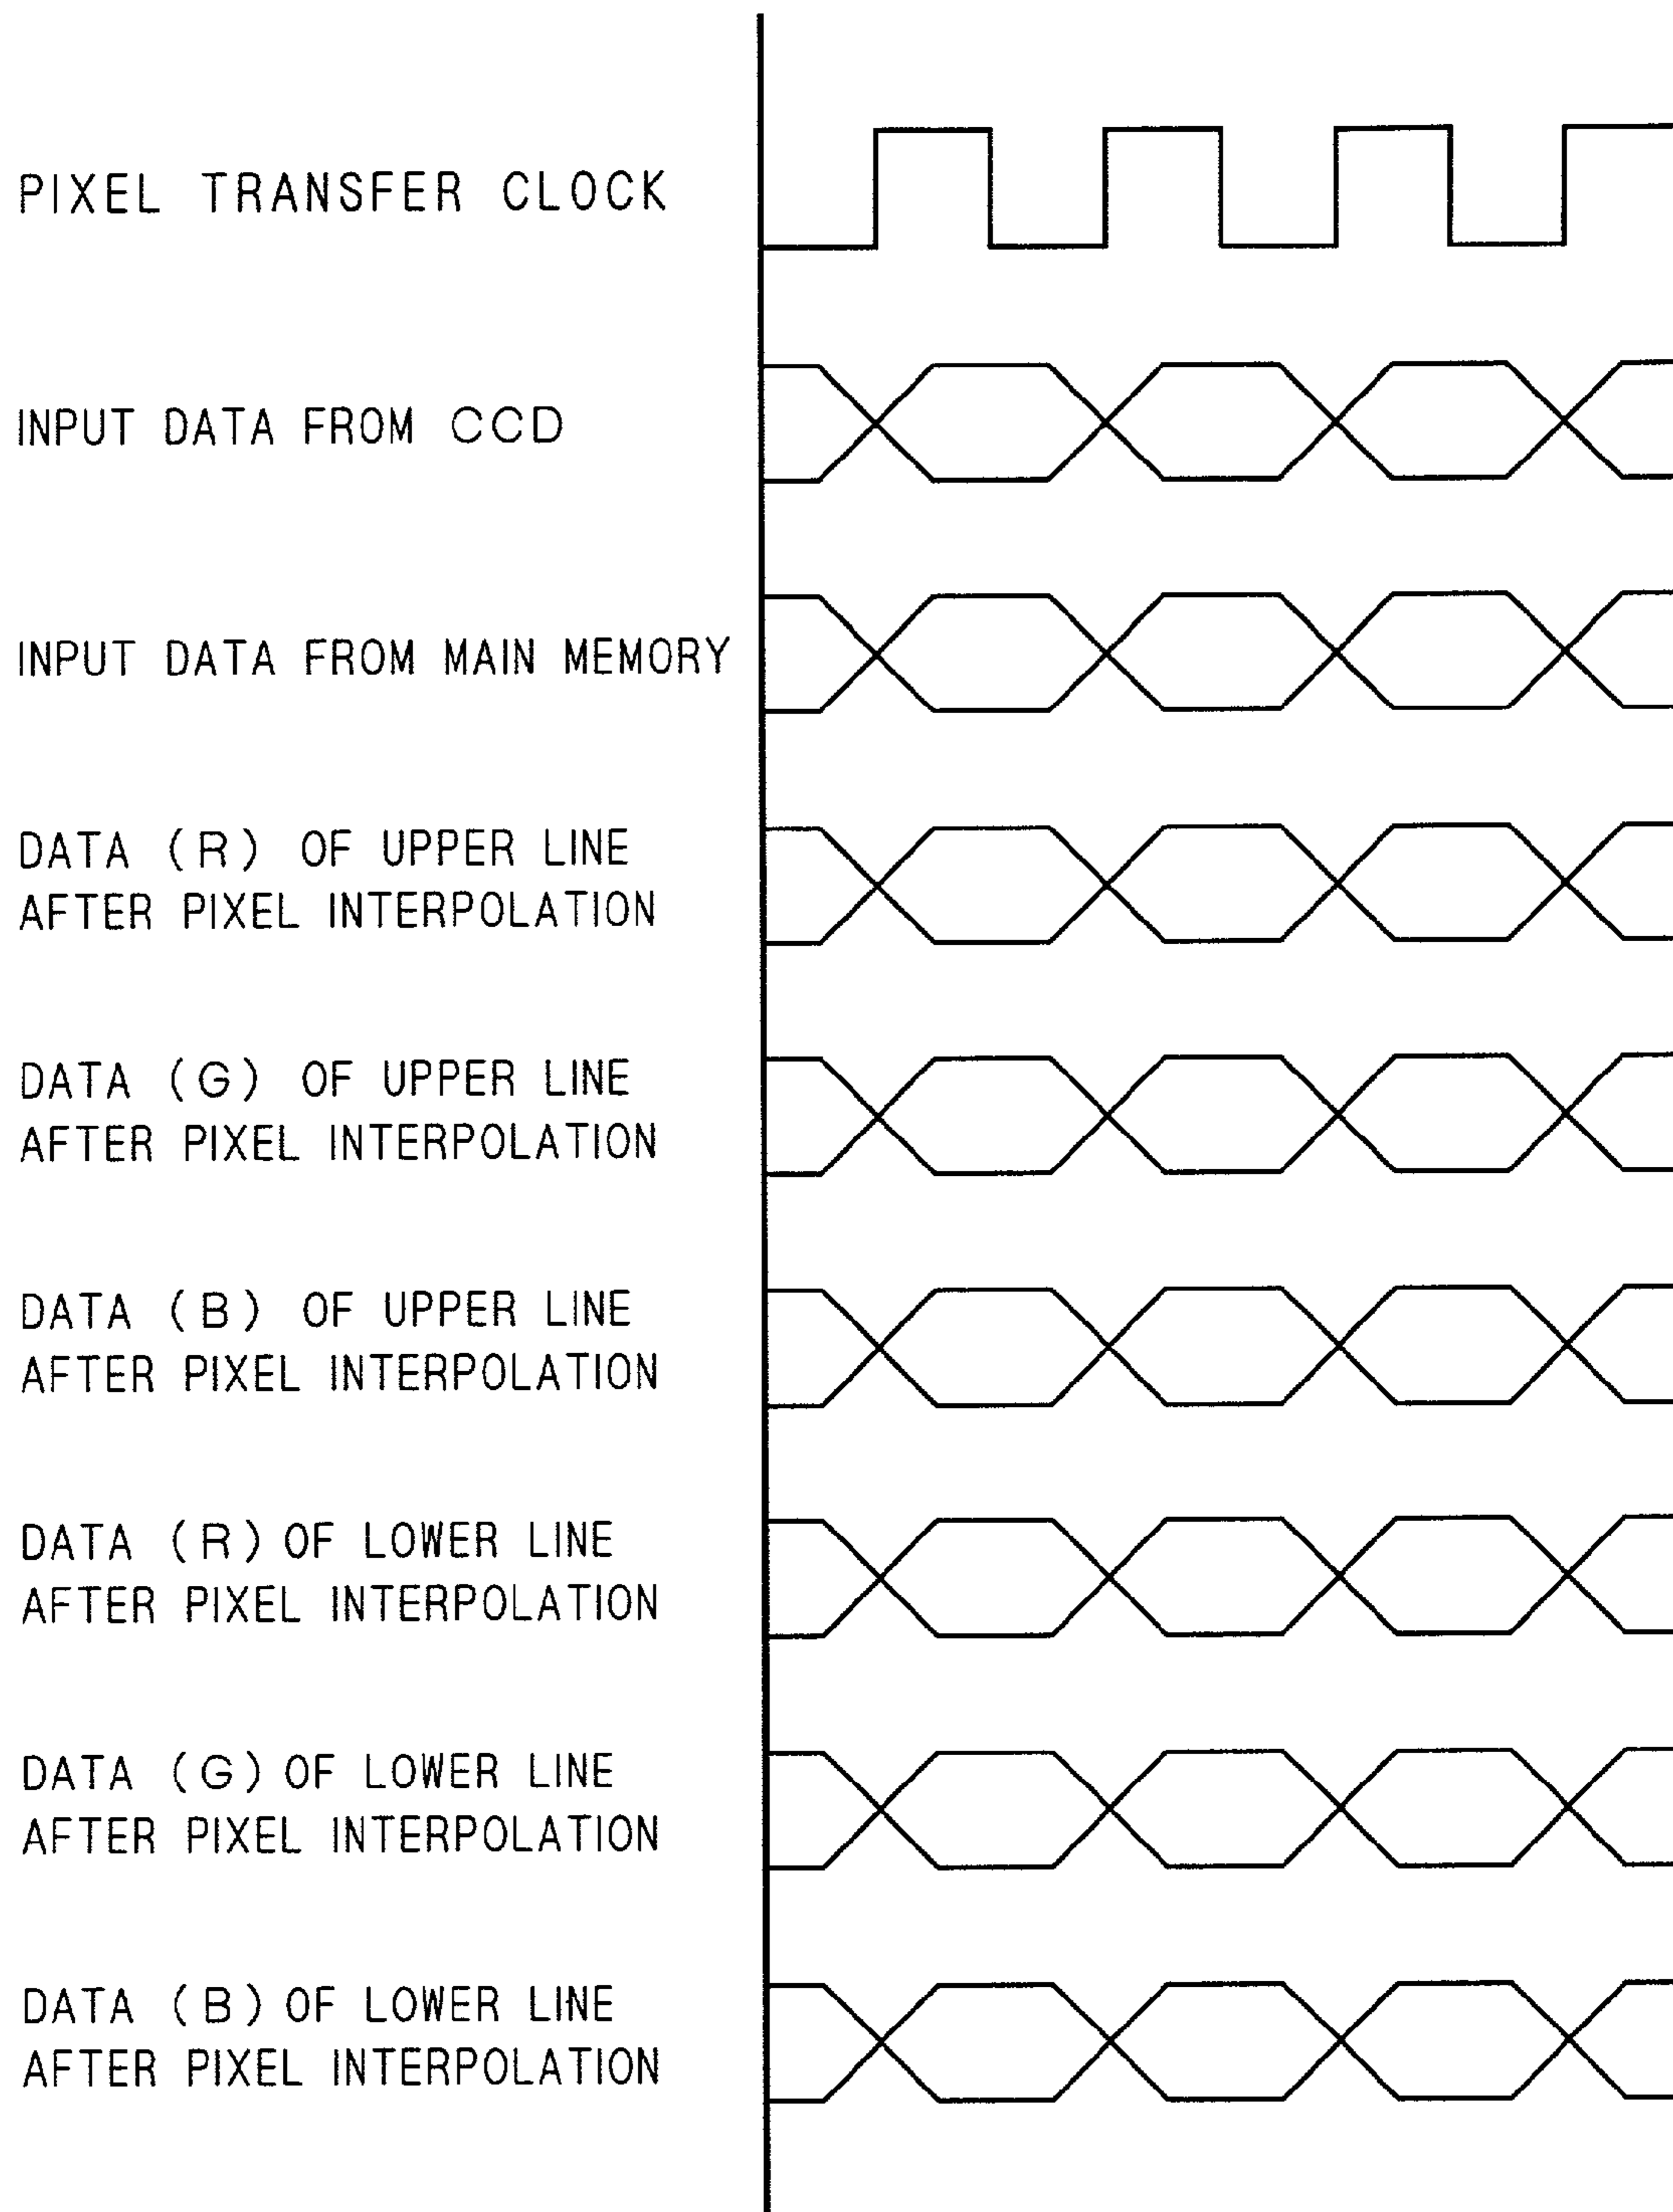 PIXEL TRANSFER CLOCK
INPUT DATA FROM CCD
INPUT DATA FROM MAIN MEMORY
DATA (R) OF UPPER LINE
AFTER PIXEL INTERPOLATION
DATA (G) OF UPPER LINE
AFTER PIXEL INTERPOLATION
DATA (B) OF UPPER LINE
AFTER PIXEL INTERPOLATION
DATA (R) OF LOWER LINE
AFTER PIXEL INTERPOLATION
DATA (G) OF LOWER LINE
AFTER PIXEL INTERPOLATION
DATA (B) OF LOWER LINE
AFTER PIXEL INTERPOLATION